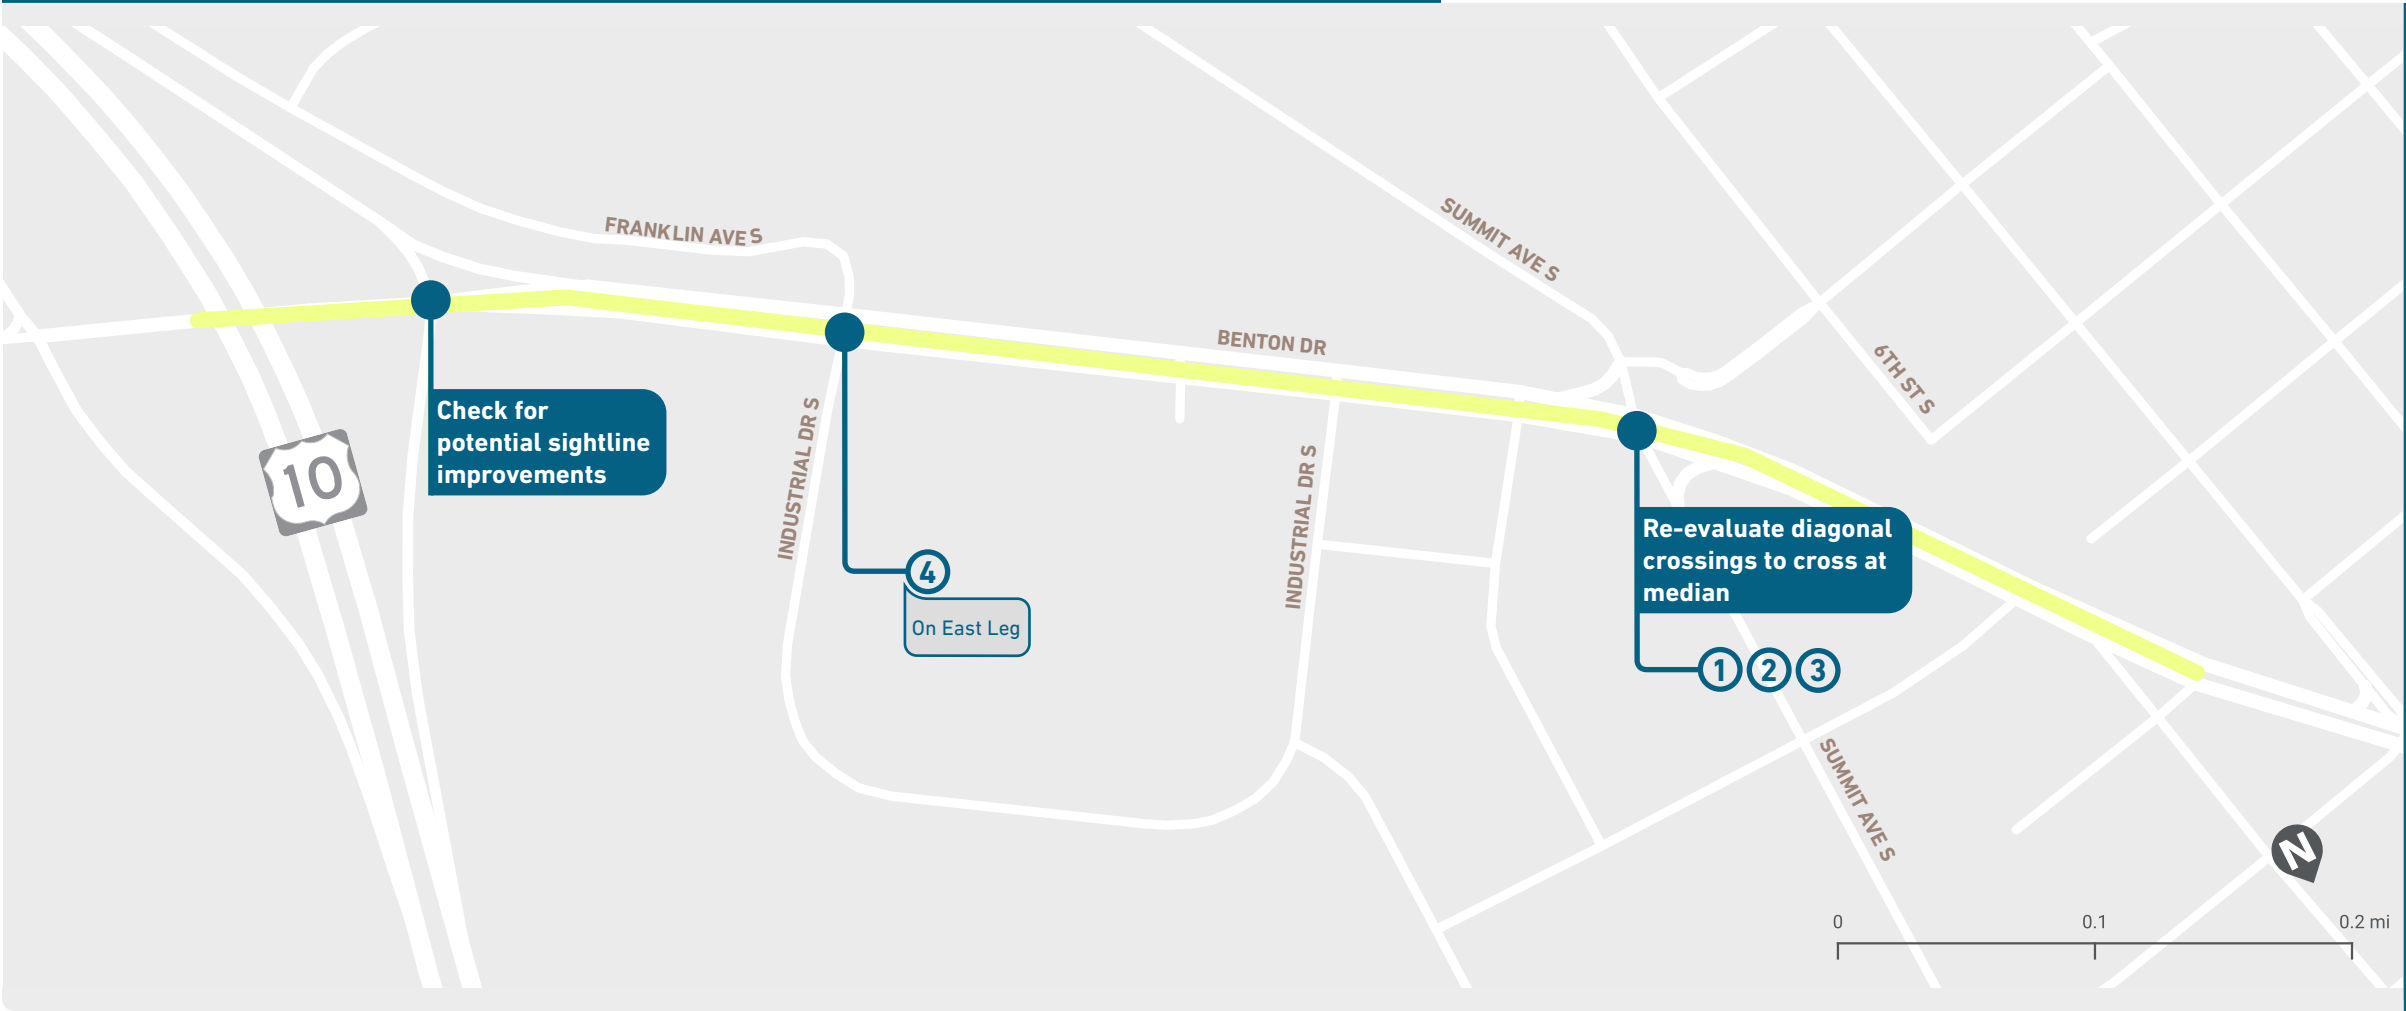 FRANKLIN AVE S
SUMMIT AVE S
BENTON DR
6TH ST S
Check for
potential sightline
improvements
10
INDUSTRIAL DR S
INDUSTRIAL DR S
4
On East Leg
Re-evaluate diagonal
crossings to cross at
median
1 2 3
SUMMIT AVE S
N
0 0.1 0.2 mi